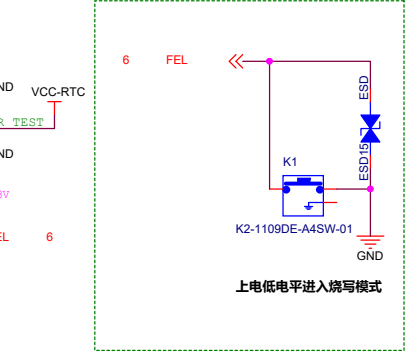 6 FEL
ND
VCC-RTC
ESD
R TEST
ND
K1
ESD15
3V
K2-1109DE-A4SW-01
EL 6
GND
上电低电平进入烧写模式